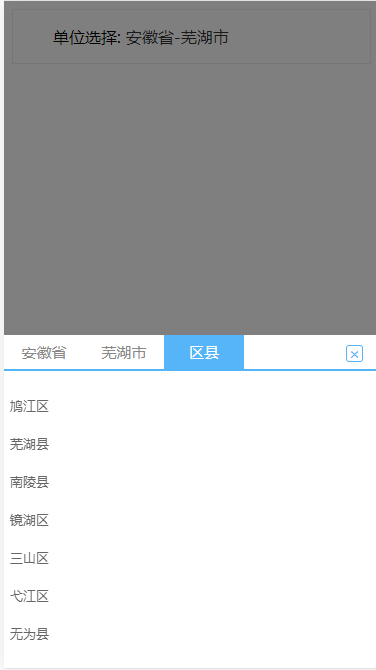 单位选择: 安徽省-芜湖市
安徽省 芜湖市 区县
鸠江区
芜湖县
南陵县
镜湖区
三山区
弋江区
无为县